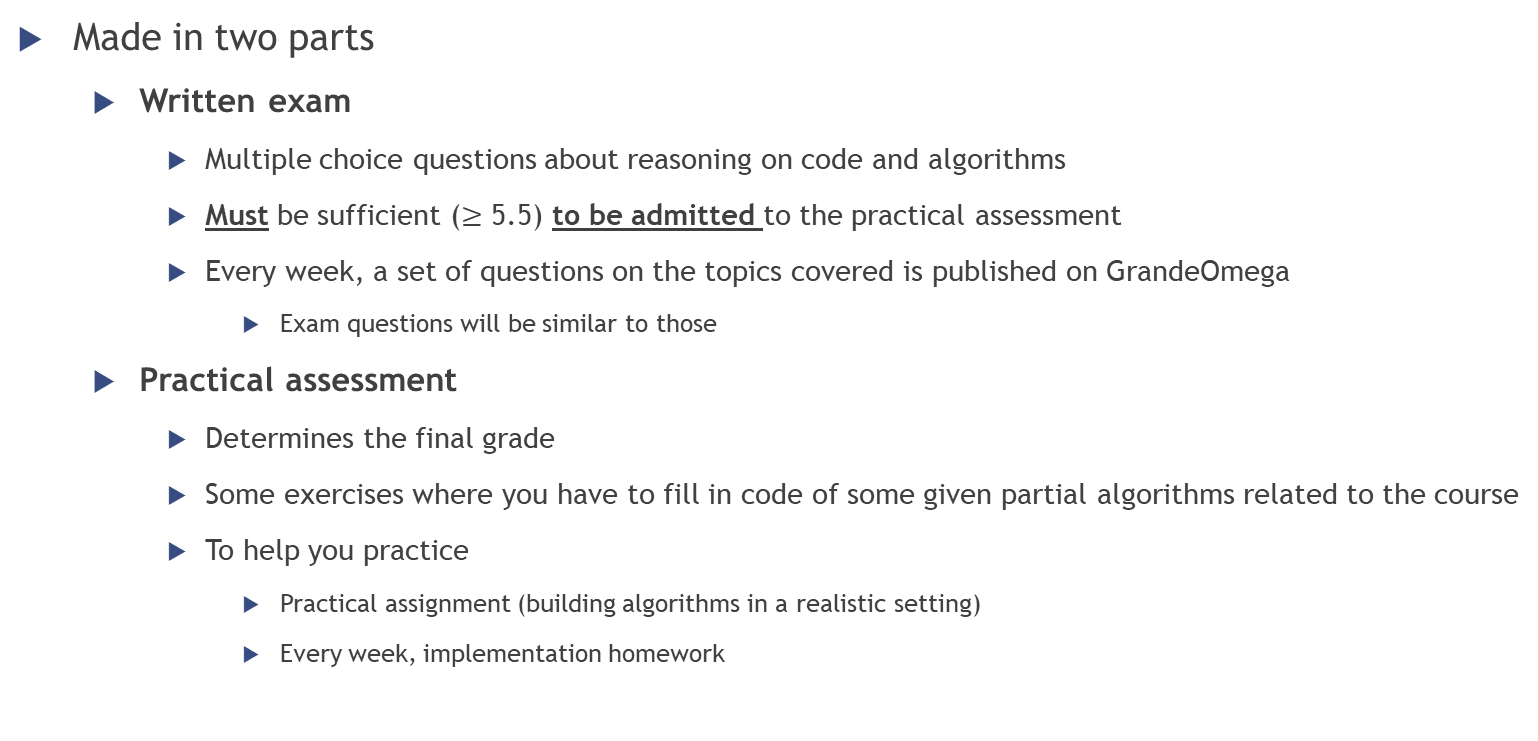 Made in two parts
Written exam
Multiple choice questions about reasoning on code and algorithms
Must be sufficient (≥ 5.5) to be admitted to the practical assessment
Every week, a set of questions on the topics covered is published on GrandeOmega
Exam questions will be similar to those
Practical assessment
Determines the final grade
Some exercises where you have to fill in code of some given partial algorithms related to the course
To help you practice
Practical assignment (building algorithms in a realistic setting)
Every week, implementation homework